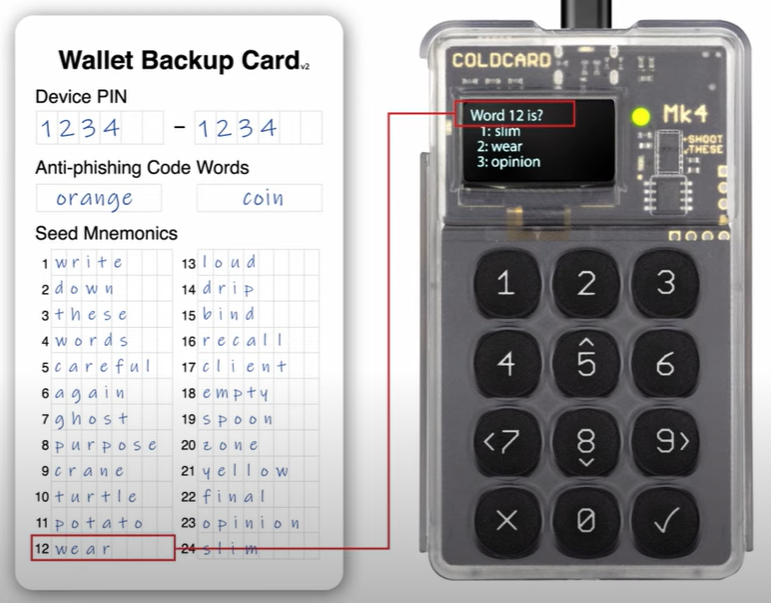 Wallet Backup Card v2
Device PIN
1234 - 1234
Anti-phishing Code Words
orange coin
Seed Mnemonics
1 write 13 loud
2 down 14 drip
3 these 15 bind
4 words 16 recall
5 careful 17 client
6 again 18 empty
7 ghost 19 spoon
8 purpose 20 zone
9 crane 21 yellow
10 turtle 22 final
11 potato 23 opinion
12 wear 24 slim
COLDCARD
Word 12 is?
1: slim
2: wear
3: opinion
Mk4
SHOOT
THESE
1 2 3
4 5 6
<7 8 9>
X 0 ✓